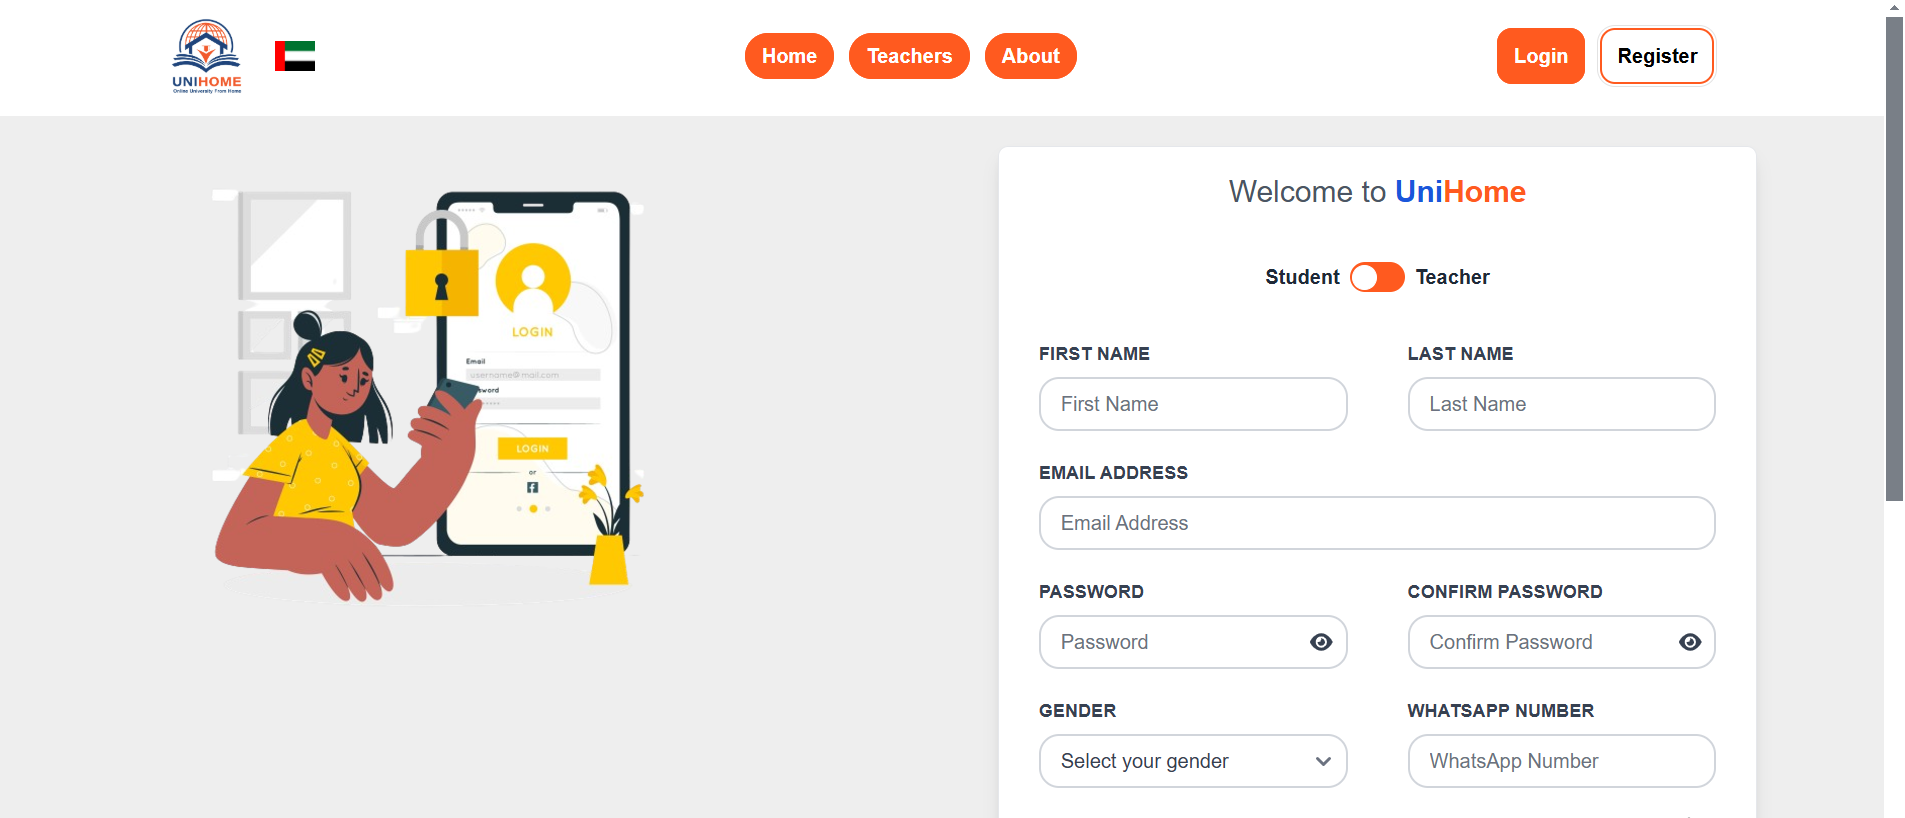 UNIHOME
Online University From Home
Home
Teachers
About
Login
Register
LOGIN
Email
username@mail.com
sword
LOGIN
or
Welcome to UniHome
Student
Teacher
FIRST NAME
LAST NAME
First Name
Last Name
EMAIL ADDRESS
Email Address
PASSWORD
CONFIRM PASSWORD
Password
Confirm Password
GENDER
WHATSAPP NUMBER
Select your gender
WhatsApp Number